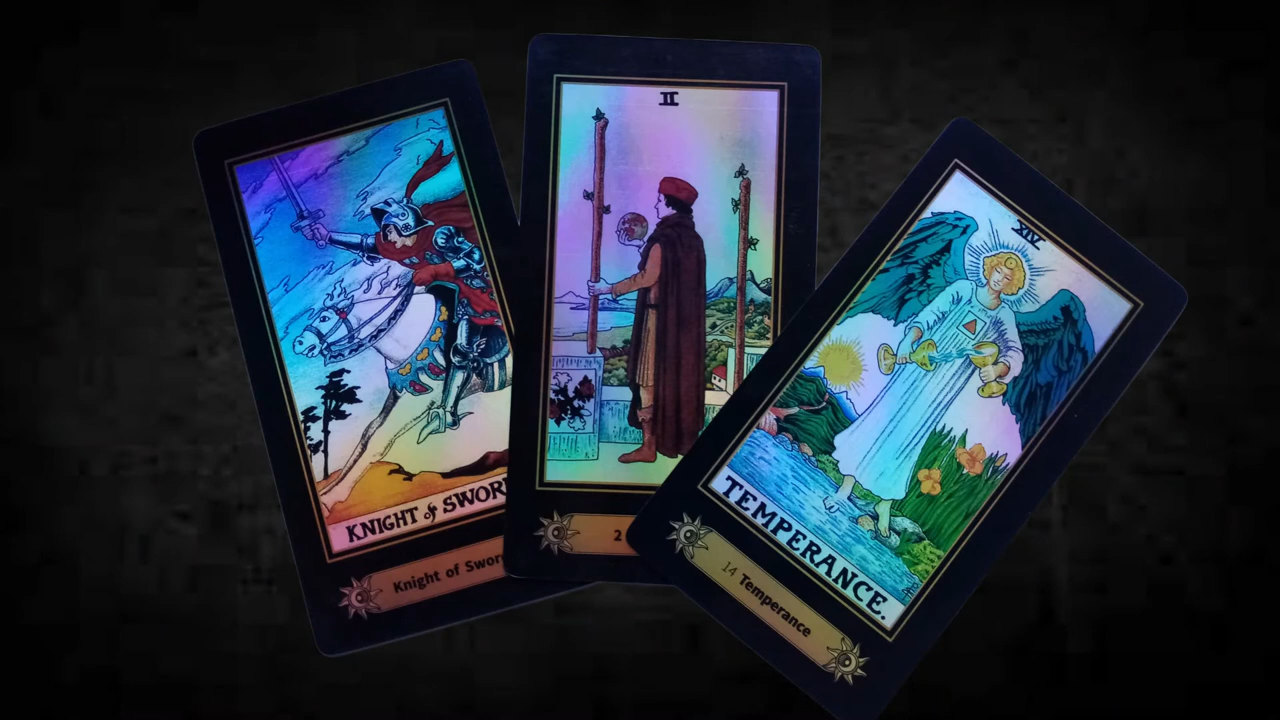 KNIGHT of SWOR
Knight of Swor
II
2
XIV
TEMPERANCE.
14 Temperance